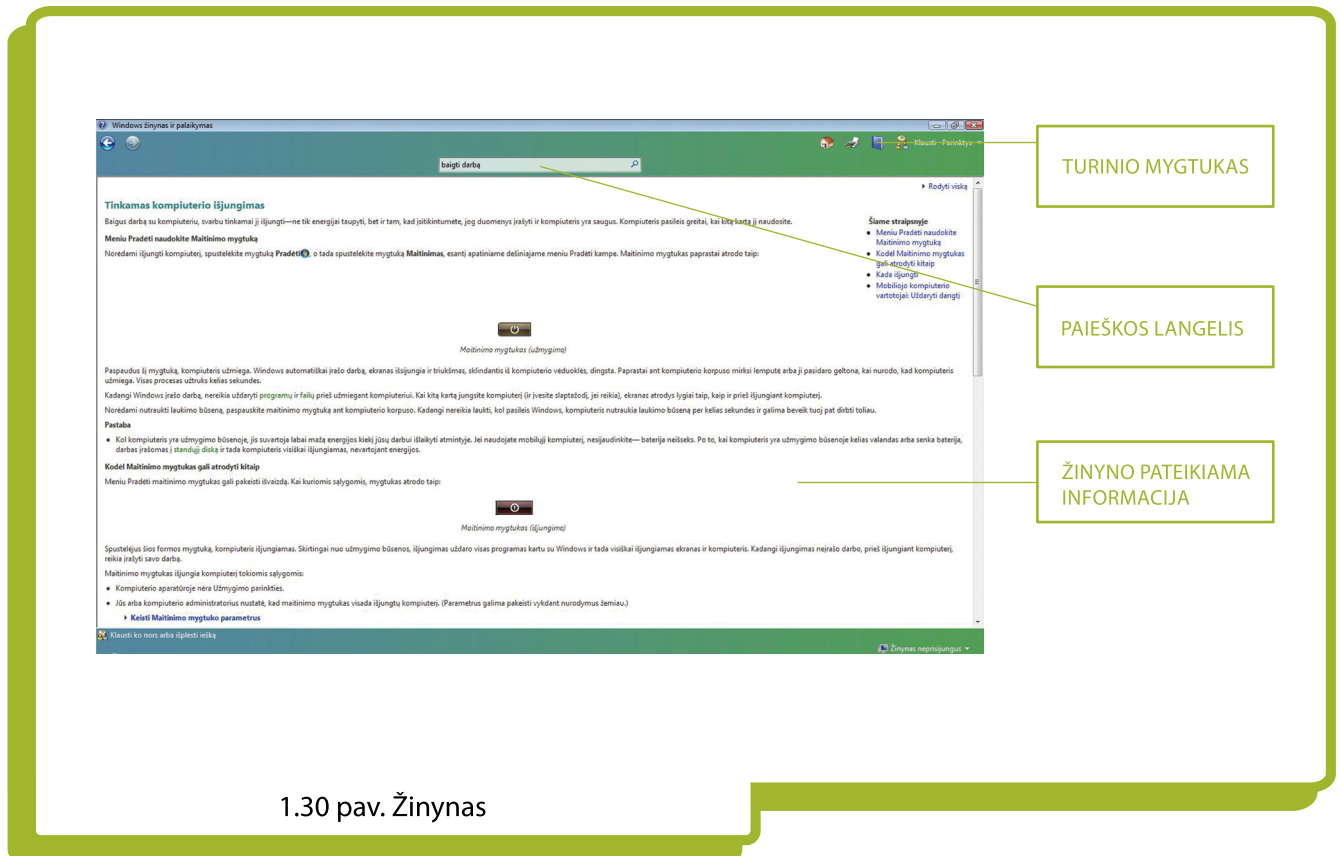 Windows žinynas ir palaikymas
Klausti Parinktys
baigti darbą
Rodyti viską
Tinkamas kompiuterio išjungimas
Baigus darbą su kompiuteriu, svarbu tinkamai jį išjungti—ne tik energijai taupyti, bet ir tam, kad įsitikintumėte, jog duomenys įrašyti ir kompiuteris yra saugus. Kompiuteris pasileis greitai, kai kitą kartą jį naudosite.
Meniu Pradėti naudokite Maitinimo mygtuką
Norėdami išjungti kompiuterį, spustelėkite mygtuką Pradėti, o tada spustelėkite mygtuką Maitinimas, esantį apatiniame dešiniajame meniu Pradėti kampe. Maitinimo mygtukas paprastai atrodo taip:
Šiame straipsnyje
Meniu Pradėti naudokite
Maitinimo mygtuką
Kodėl Maitinimo mygtukas
gali atrodyti kitaip
Kada išjungti
Mobiliojo kompiuterio
vartotojai: Uždaryti dangtį
Maitinimo mygtukas (užmygimo)
Paspaudus šį mygtuką, kompiuteris užmiega. Windows automatiškai įrašo darbą, ekranas išsijungia ir triukšmas, sklindantis iš kompiuterio vėduoklės, dingsta. Paprastai ant kompiuterio korpuso mirksi lemputė arba ji pasidaro geltona, kai nurodo, kad kompiuteris
užmiega. Visas procesas užtruks kelias sekundes.
Kadangi Windows įrašo darbą, nereikia uždaryti programų ir failų prieš užmiegant kompiuteriui. Kai kitą kartą jungsite kompiuterį (ir įvesite slaptažodį, jei reikia), ekranas atrodys lygiai taip, kaip ir prieš išjungiant kompiuterį.
Norėdami nutraukti laukimo būseną, paspauskite maitinimo mygtuką ant kompiuterio korpuso. Kadangi nereikia laukti, kol pasileis Windows, kompiuteris nutraukia laukimo būseną per kelias sekundes ir galima beveik tuoj pat dirbti toliau.
Pastaba
Kol kompiuteris yra užmygimo būsenoje, jis suvartoja labai mažą energijos kiekį jūsų darbui išlaikyti atmintyje. Jei naudojate mobilųjį kompiuterį, nesijaudinkite— baterija neišseks. Po to, kai kompiuteris yra užmygimo būsenoje kelias valandas arba senka baterija,
darbas įrašomas į standųjį diską ir tada kompiuteris visiškai išjungiamas, nevartojant energijos.
Kodėl Maitinimo mygtukas gali atrodyti kitaip
Meniu Pradėti maitinimo mygtukas gali pakeisti išvaizdą. Kai kuriomis sąlygomis, mygtukas atrodo taip:
Maitinimo mygtukas (išjungimo)
Spustelėjus šios formos mygtuką, kompiuteris išjungiamas. Skirtingai nuo užmygimo būsenos, išjungimas uždaro visas programas kartu su Windows ir tada visiškai išjungiamas ekranas ir kompiuteris. Kadangi išjungimas neįrašo darbo, prieš išjungiant kompiuterį,
reikia įrašyti savo darbą.
Maitinimo mygtukas išjungia kompiuterį tokiomis sąlygomis:
Kompiuterio aparatūroje nėra Užmygimo parinkties.
Jūs arba kompiuterio administratorius nustatė, kad maitinimo mygtukas visada išjungtų kompiuterį. (Parametrus galima pakeisti vykdant nurodymus žemiau.)
Keisti Maitinimo mygtuko parametrus
Klausti ko nors arba išplesti iešką
Žinynas neprisijungus
TURINIO MYGTUKAS
PAIEŠKOS LANGELIS
ŽINYNO PATEIKIAMA
INFORMACIJA
1.30 pav. Žinynas